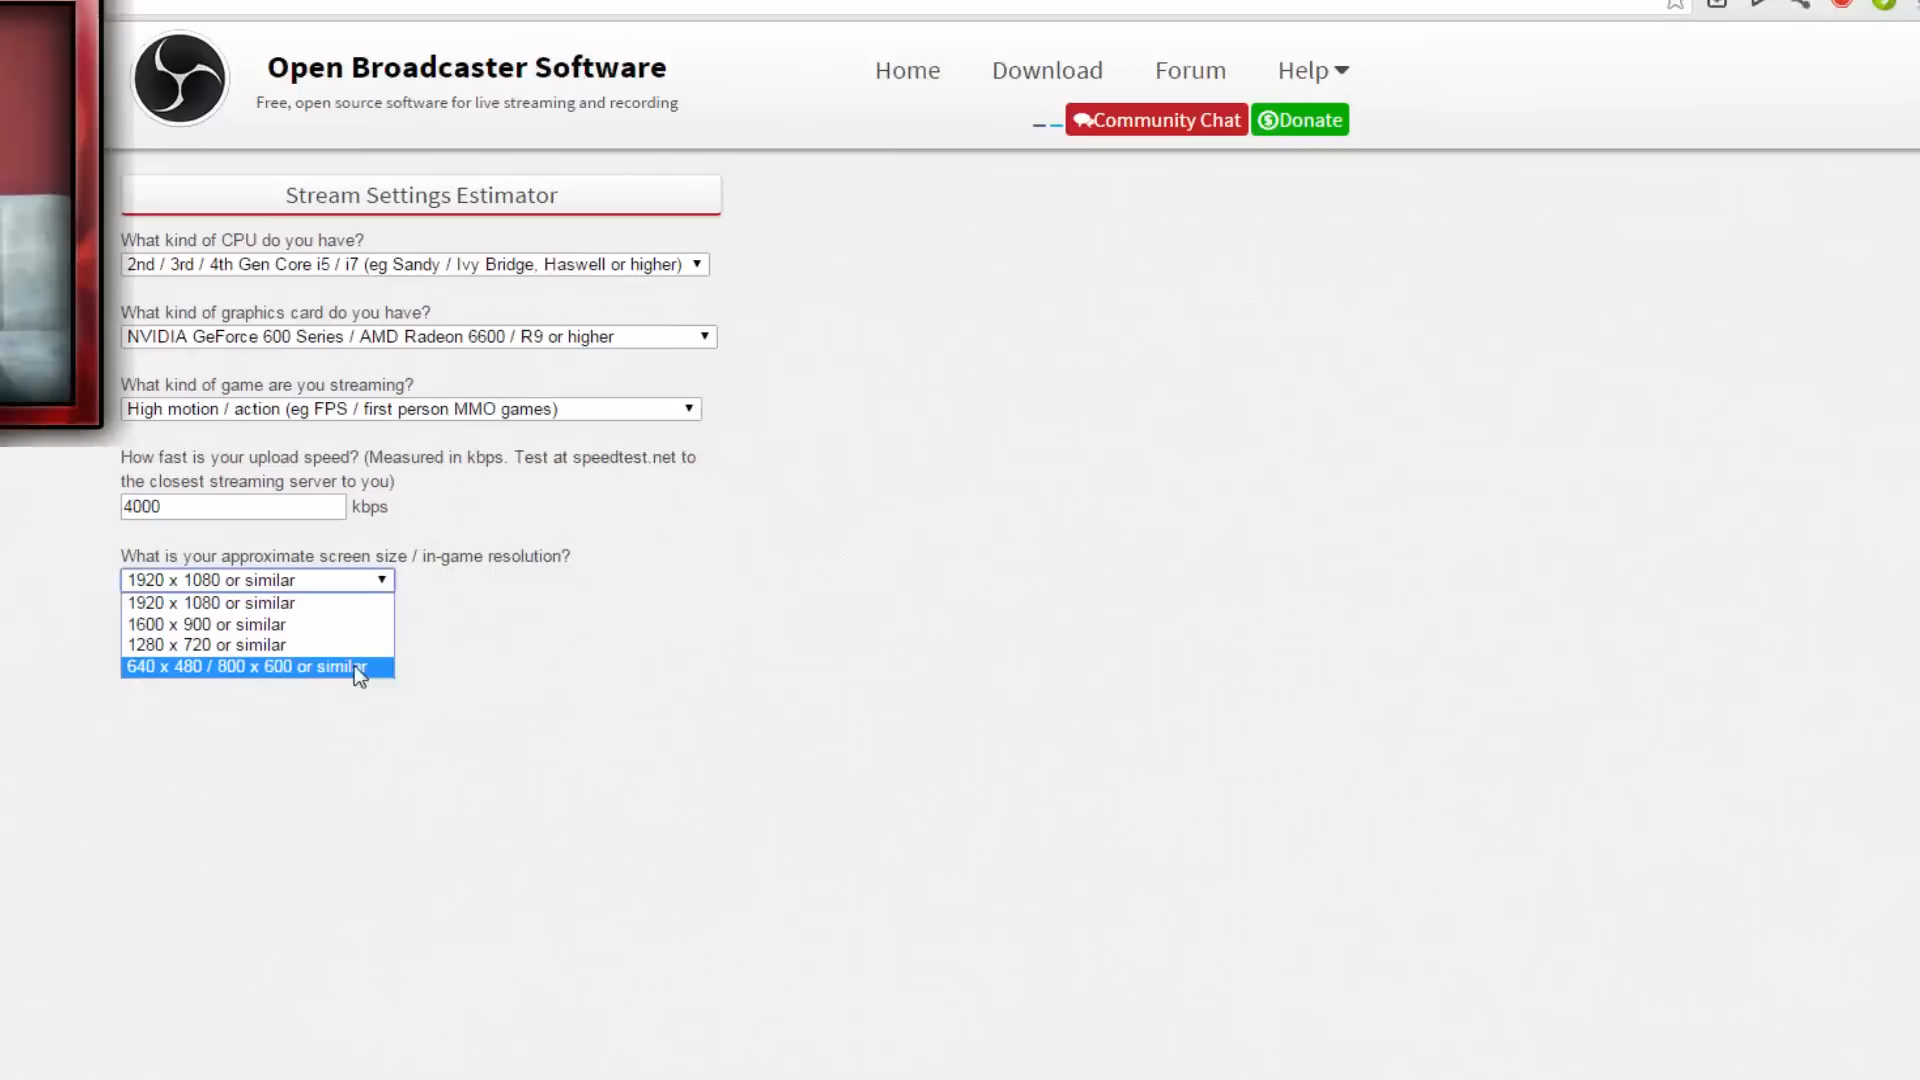 Open Broadcaster Software
Free, open source software for live streaming and recording
Home Download Forum Help
Community Chat Donate
Stream Settings Estimator
What kind of CPU do you have?
2nd / 3rd / 4th Gen Core i5 / i7 (eg Sandy / Ivy Bridge, Haswell or higher)
What kind of graphics card do you have?
NVIDIA GeForce 600 Series / AMD Radeon 6600 / R9 or higher
What kind of game are you streaming?
High motion / action (eg FPS / first person MMO games)
How fast is your upload speed? (Measured in kbps. Test at speedtest.net to
the closest streaming server to you)
4000 kbps
What is your approximate screen size / in-game resolution?
1920 x 1080 or similar
1920 x 1080 or similar
1600 x 900 or similar
1280 x 720 or similar
640 x 480 / 800 x 600 or similar